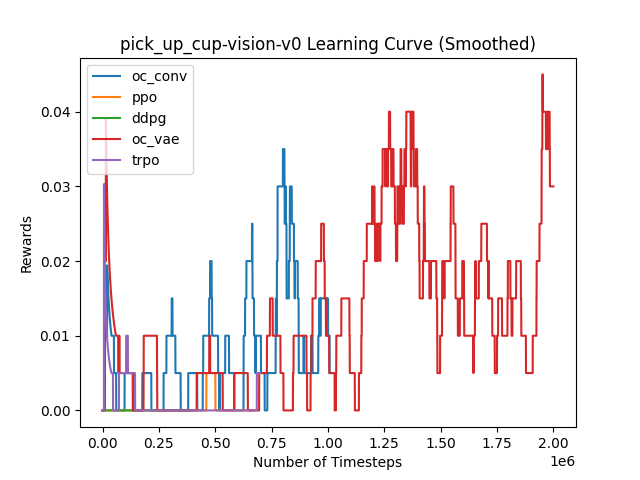 pick_up_cup-vision-v0 Learning Curve (Smoothed)
oc_conv
ppo
ddpg
oc_vae
trpo
Rewards
0.04
0.03
0.02
0.01
0.00
0.00 0.25 0.50 0.75 1.00 1.25 1.50 1.75 2.00
1e6
Number of Timesteps